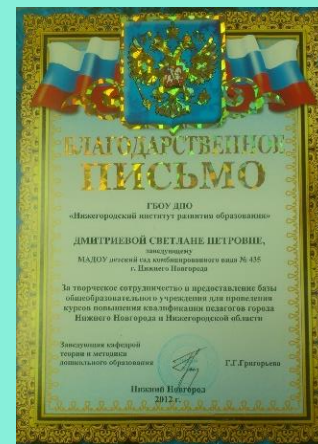 БЛАГОДАРСТВЕННОЕ
ПИСЬМО
ГБОУ ДПО
«Нижегородский институт развития образования»
ДМИТРИЕВОЙ СВЕТЛАНЕ ПЕТРОВНЕ,
заведующему
МАДОУ детский сад комбинированного вида № 435
г. Нижнего Новгорода
За творческое сотрудничество и предоставление базы
общеобразовательного учреждения для проведения
курсов повышения квалификации педагогов города
Нижнего Новгорода и Нижегородской области
Заведующая кафедрой
теории и методики
дошкольного образования
Г.Г.Григорьева
Нижний Новгород
2012 г.